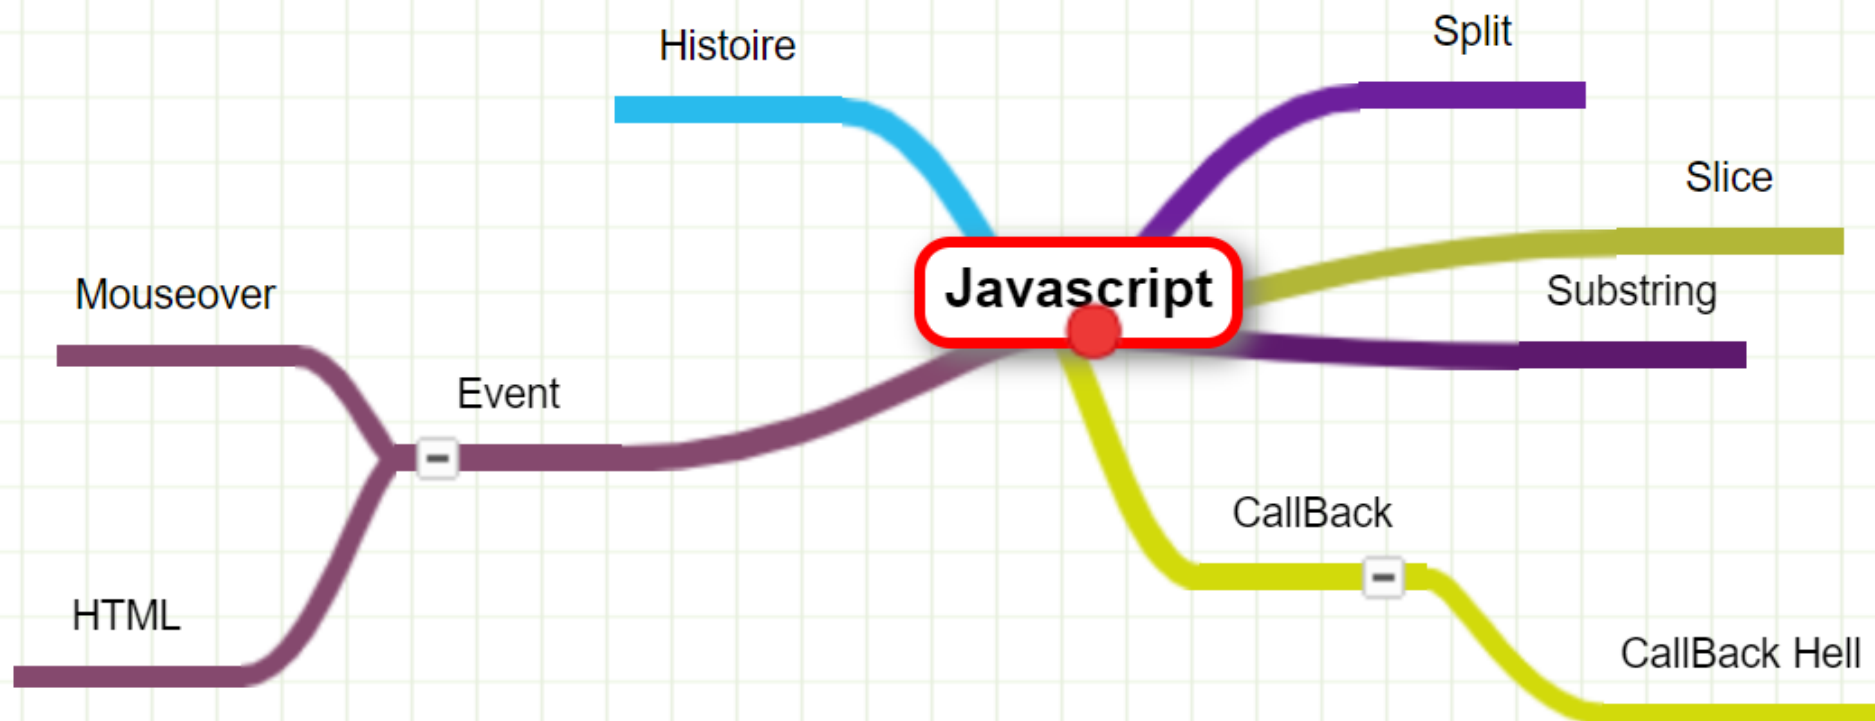 Histoire
Split
Slice
Javascript
Substring
Mouseover
Event
CallBack
HTML
CallBack Hell